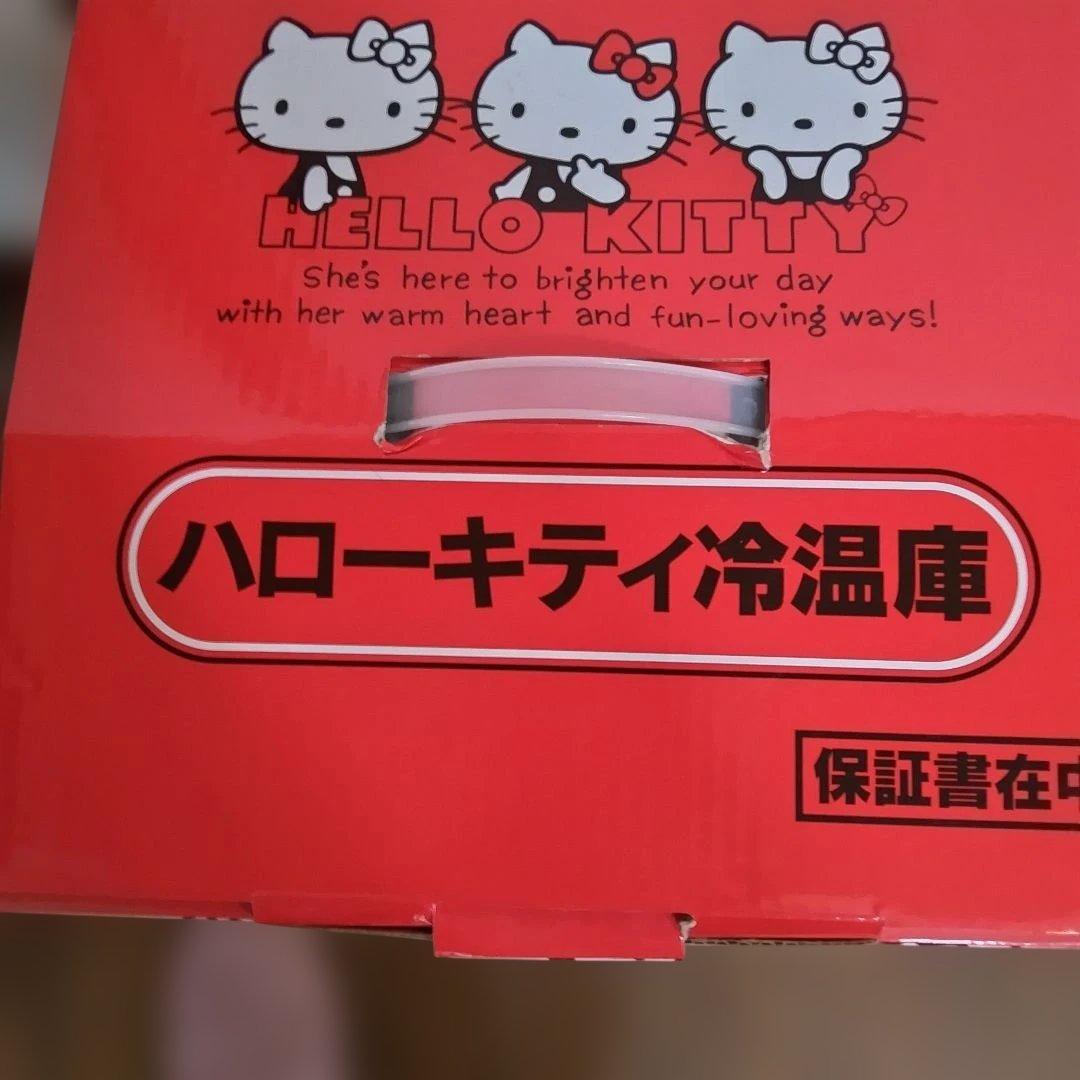 HELLO KITTY
She's here to brighten your day
with her warm heart and fun-loving ways!
ハローキティ冷温庫
保証書在中